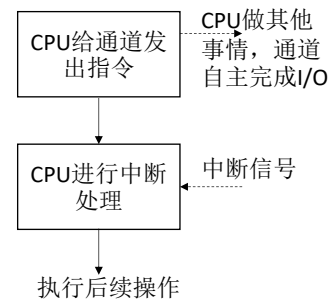 CPU给通道发
出指令
CPU做其他
事情，通道
自主完成I/O
CPU进行中断
处理
中断信号
执行后续操作